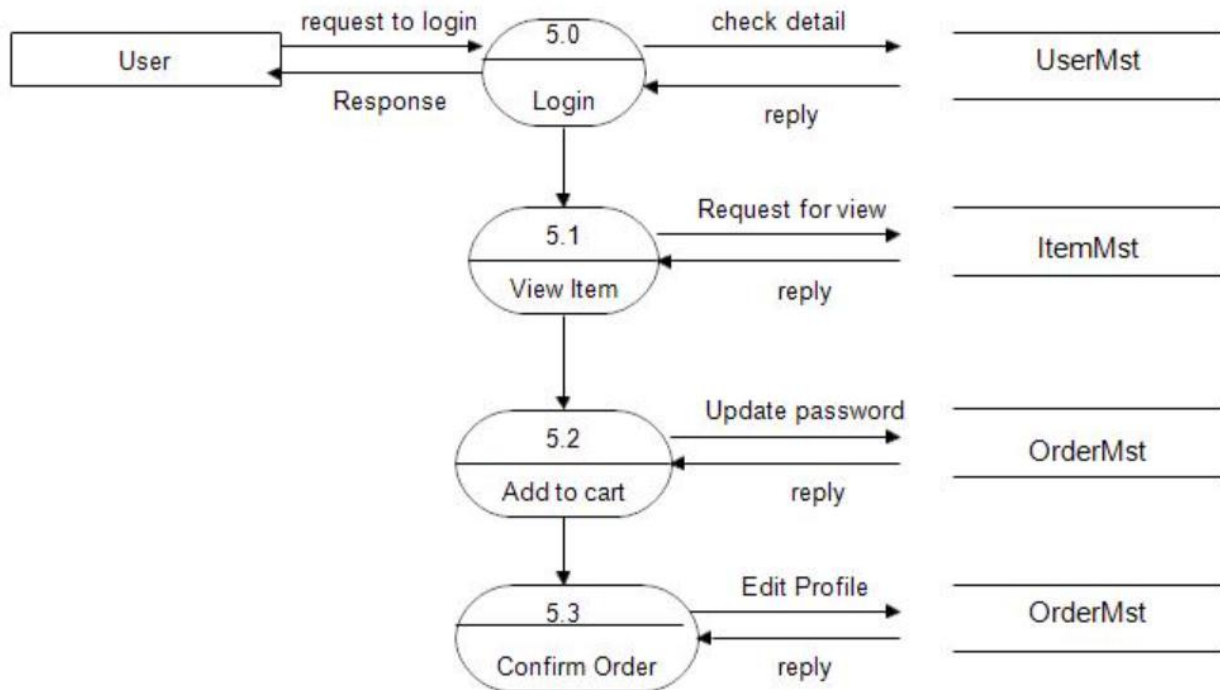 request to login
5.0
check detail
User
UserMst
Response
Login
reply
Request for view
5.1
ItemMst
View Item
reply
Update password
5.2
OrderMst
Add to cart
reply
Edit Profile
5.3
OrderMst
Confirm Order
reply